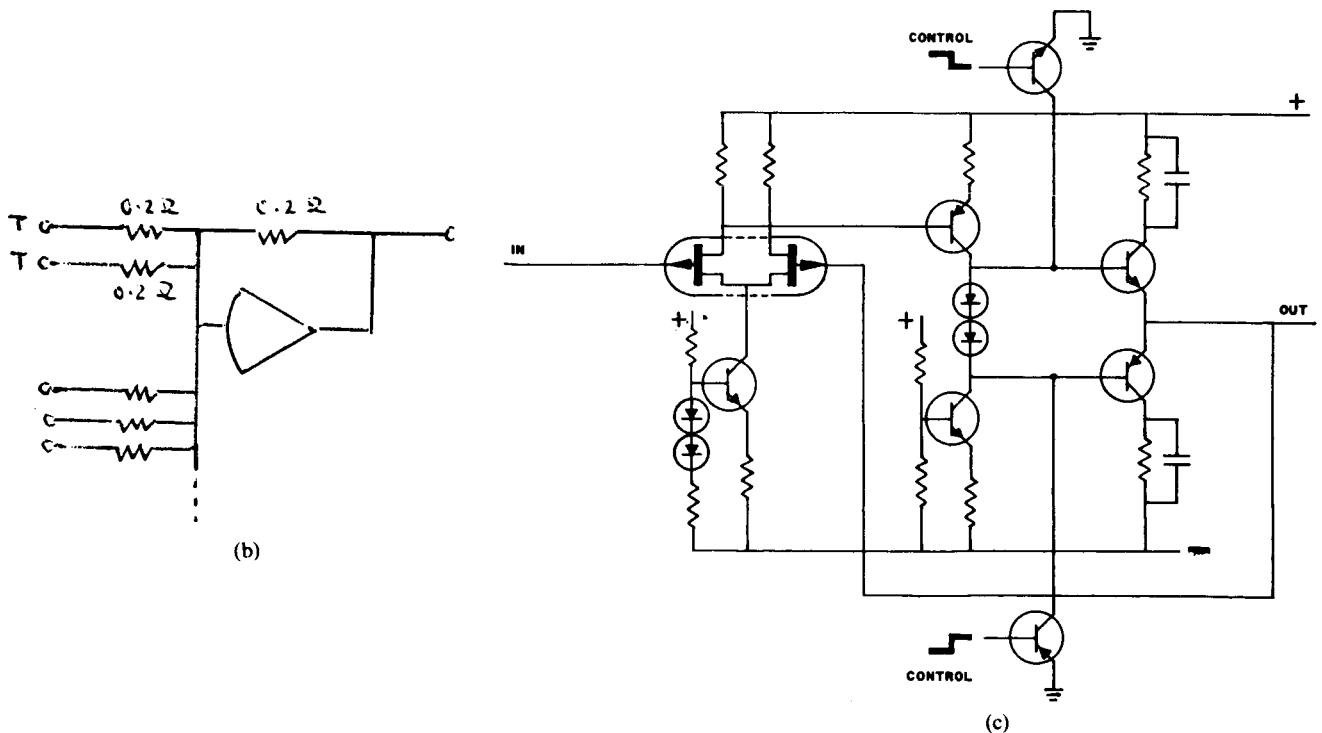 0.2 Ω 0.2 Ω
T
T
0.2 Ω
(b)
CONTROL
+
IN
+
+
OUT
CONTROL
(c)